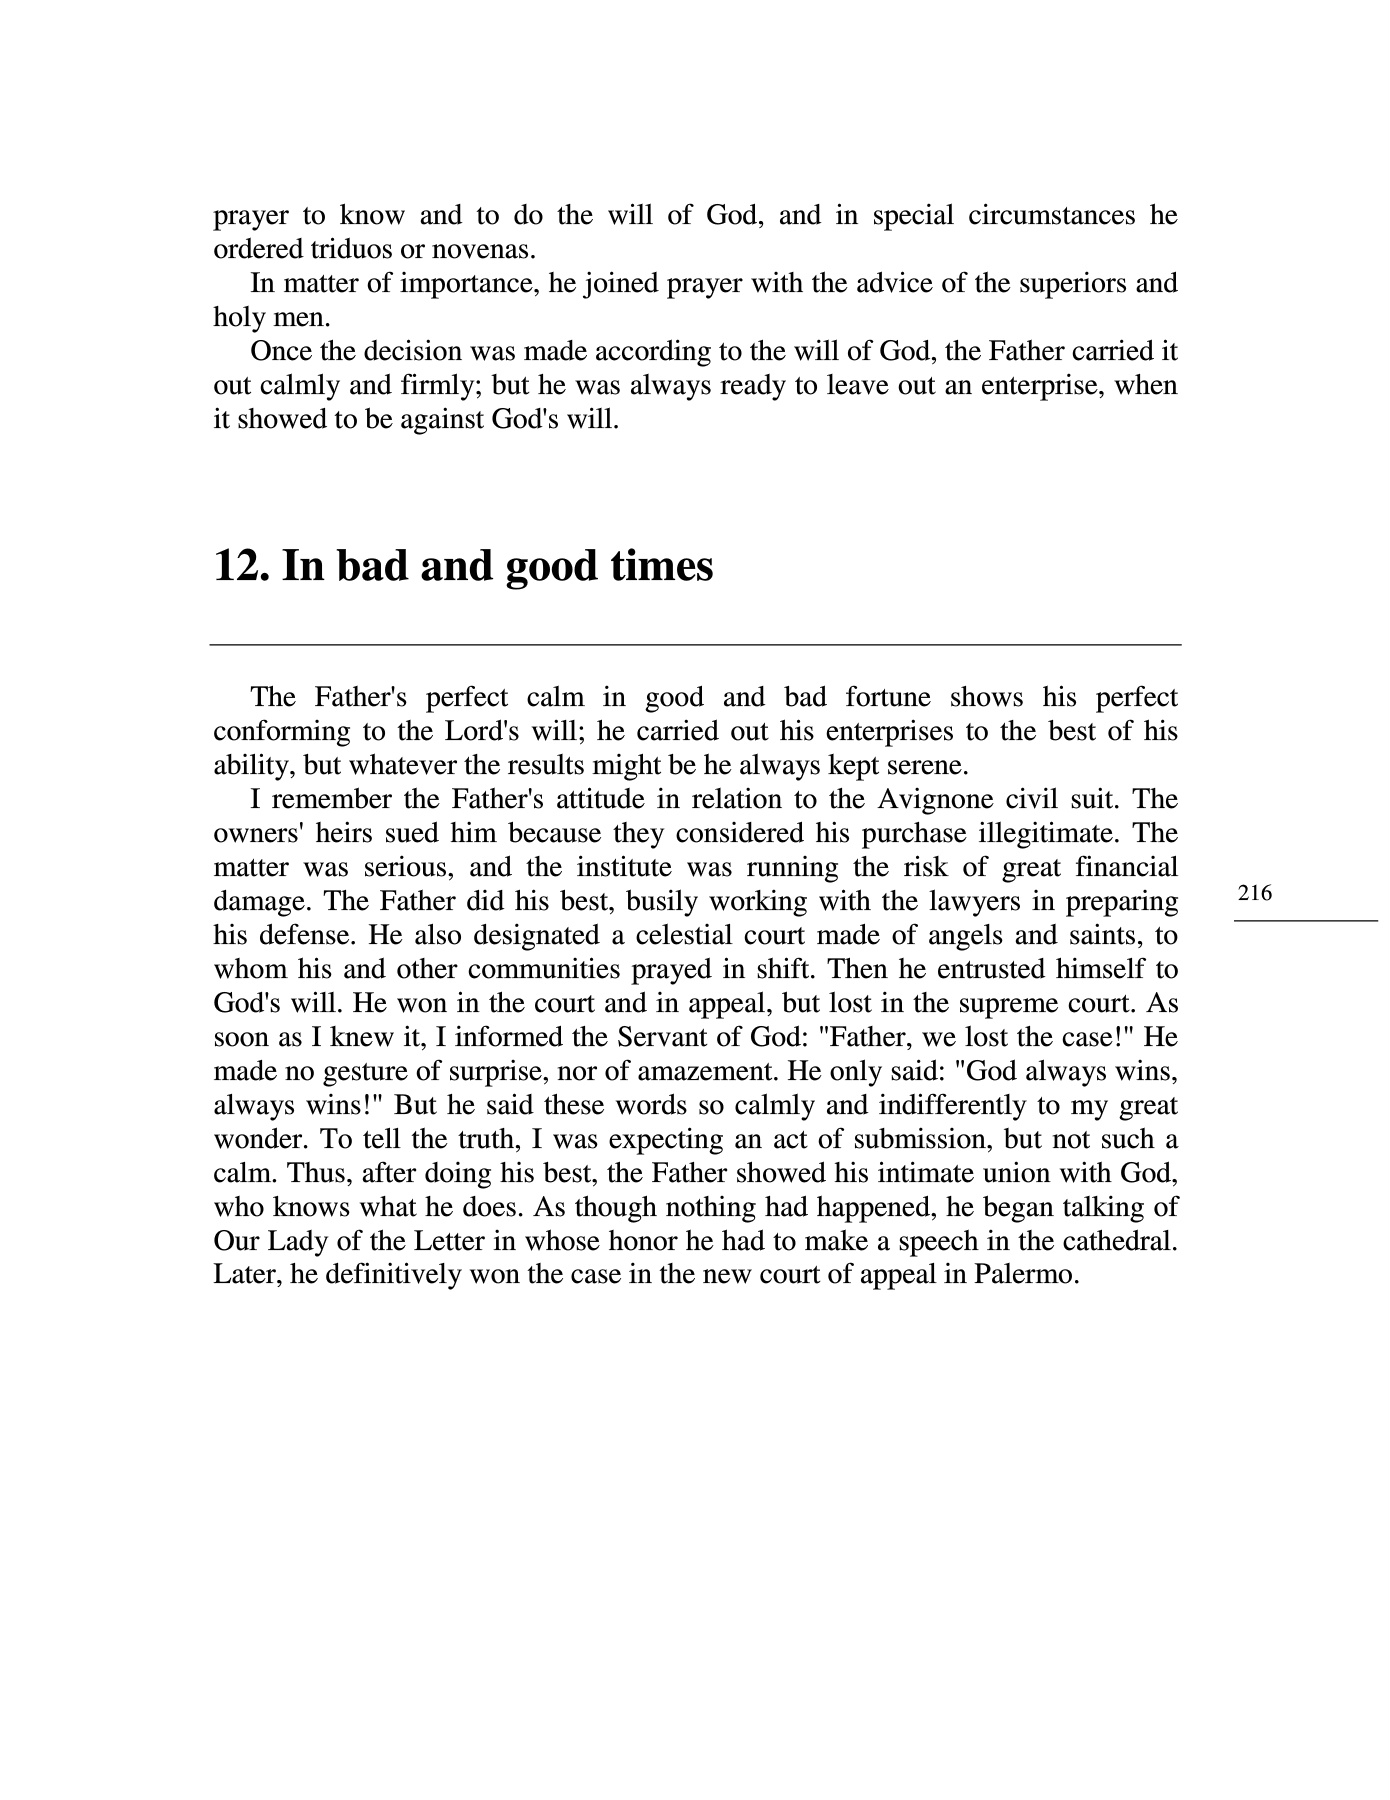 prayer to know and to do the will of God, and in special circumstances he
ordered triduos or novenas.
In matter of importance, he joined prayer with the advice of the superiors and
holy men.
Once the decision was made according to the will of God, the Father carried it
out calmly and firmly; but he was always ready to leave out an enterprise, when
it showed to be against God's will.
12. In bad and good times
The Father's perfect calm in good and bad fortune shows his perfect
conforming to the Lord's will; he carried out his enterprises to the best of his
ability, but whatever the results might be he always kept serene.
I remember the Father's attitude in relation to the Avignone civil suit. The
owners' heirs sued him because they considered his purchase illegitimate. The
matter was serious, and the institute was running the risk of great financial
damage. The Father did his best, busily working with the lawyers in preparing
his defense. He also designated a celestial court made of angels and saints, to
whom his and other communities prayed in shift. Then he entrusted himself to
God's will. He won in the court and in appeal, but lost in the supreme court. As
soon as I knew it, I informed the Servant of God: "Father, we lost the case!" He
made no gesture of surprise, nor of amazement. He only said: "God always wins,
always wins!" But he said these words so calmly and indifferently to my great
wonder. To tell the truth, I was expecting an act of submission, but not such a
calm. Thus, after doing his best, the Father showed his intimate union with God,
who knows what he does. As though nothing had happened, he began talking of
Our Lady of the Letter in whose honor he had to make a speech in the cathedral.
Later, he definitively won the case in the new court of appeal in Palermo.
216